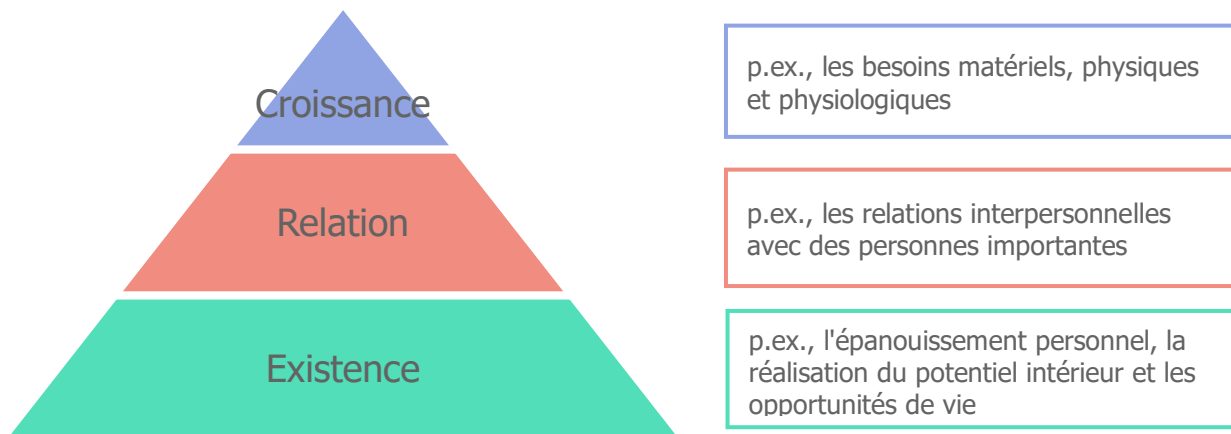 Croissance
p.ex., les besoins matériels, physiques
et physiologiques
Relation
p.ex., les relations interpersonnelles
avec des personnes importantes
Existence
p.ex., l'épanouissement personnel, la
réalisation du potentiel intérieur et les
opportunités de vie